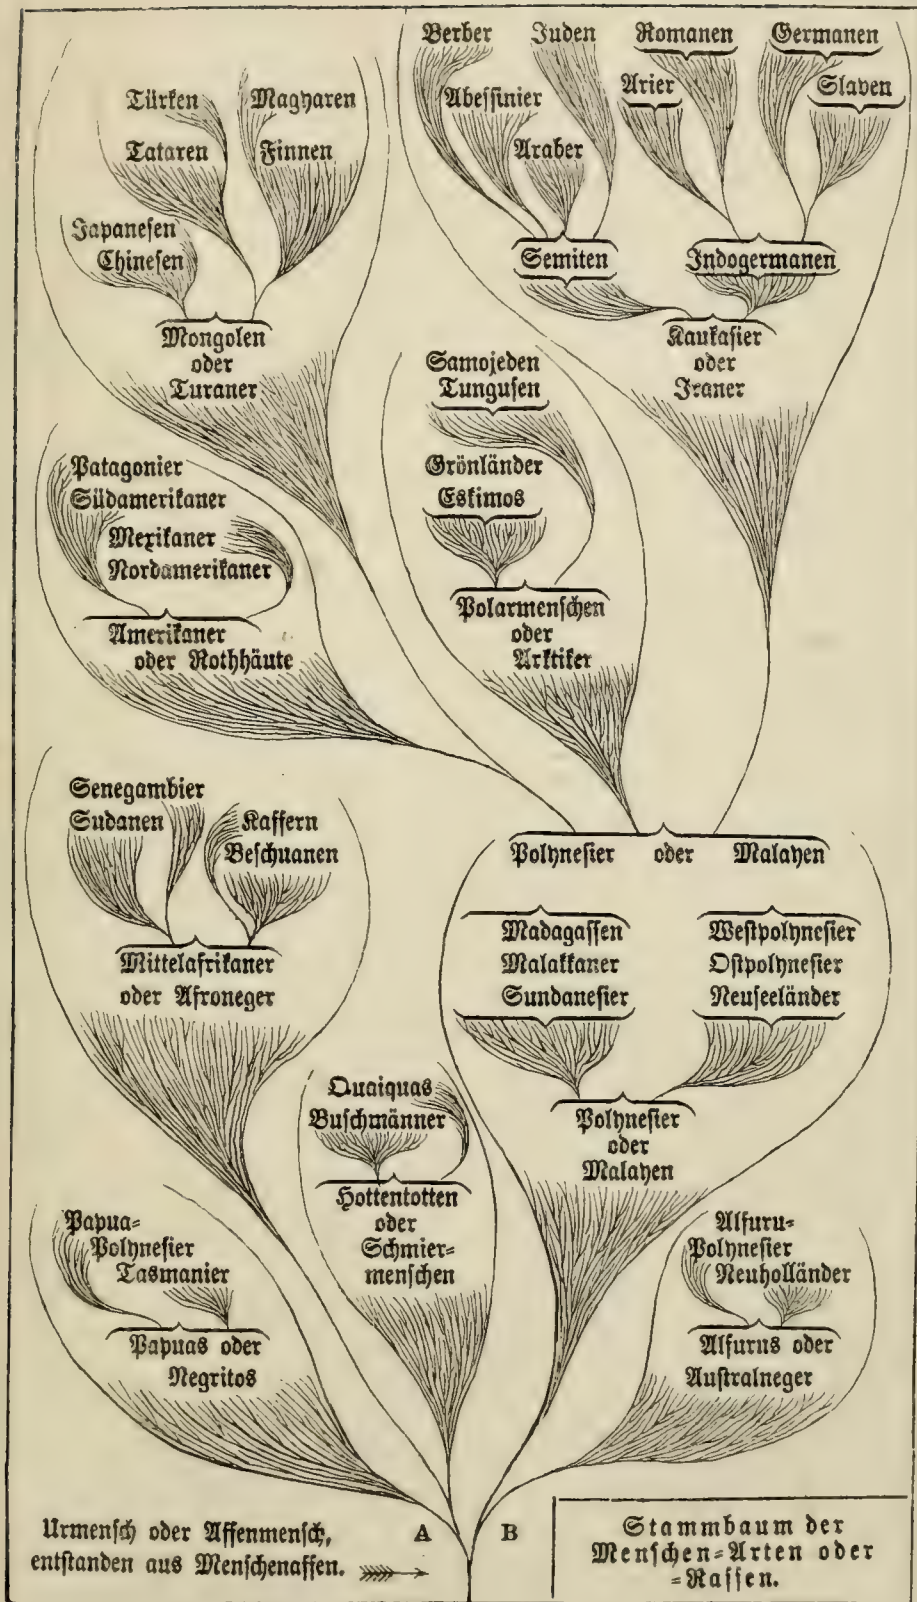 Berber
Juden
Romanen
Germanen
Türken
Magyaren
Abessinier
Arier
Slaven
Tataren
Finnen
Araber
Japanesen
Chinesen
Semiten
Indogermanen
Mongolen
oder
Turaner
Kaukasier
oder
Iraner
Samojeden
Tungusen
Grönländer
Eskimos
Polarmenschen
oder
Arktiker
Patagonier
Südamerikaner
Mexikaner
Nordamerikaner
Amerikaner
oder Rothhäute
Senegambier
Sudanen
Kaffern
Beschuanen
Mittelafrikaner
oder Afroneger
Polynesier oder Malayen
Madagassen
Malakkaner
Sundanesier
Westpolynesier
Ostpolynesier
Neuseeländer
Polynesier
oder
Malayen
Quaiquas
Buschmänner
Hottentotten
oder
Schmier-
menschen
Papua-
Polynesier
Tasmanier
Papuas oder
Negritos
Alfuru-
Polynesier
Neuholländer
Alfurus oder
Australneger
Urmensch oder Affenmensch,
entstanden aus Menschenaffen.
A B
Stammbaum der
Menschen-Arten oder
-Rassen.